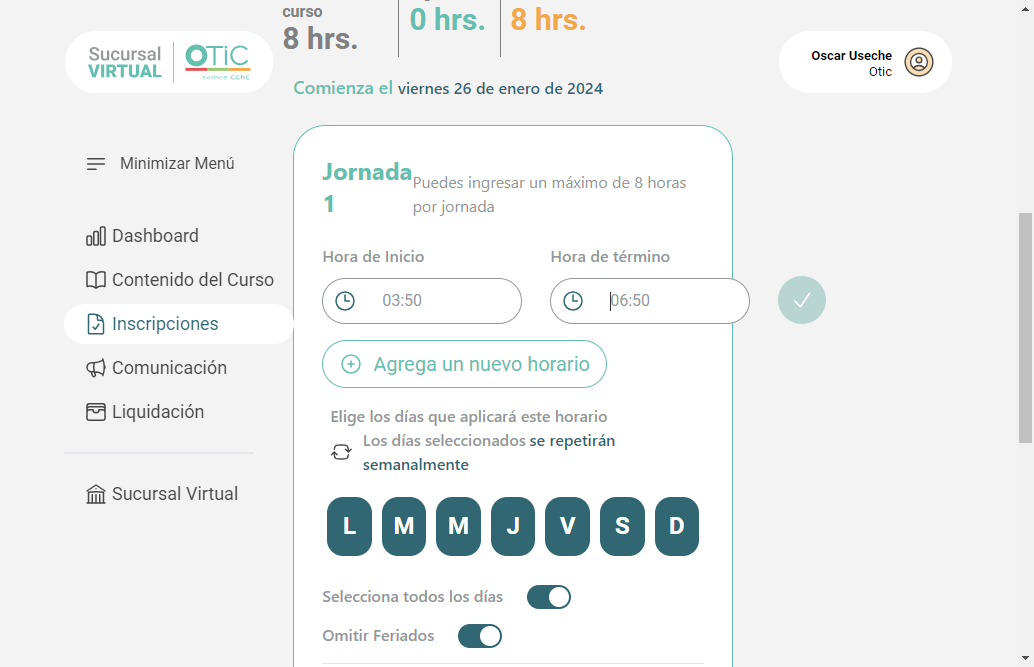 curso
8 hrs.
0 hrs.
8 hrs.
Sucursal
VIRTUAL
OTiC
somos CChC
Oscar Useche
Otic
Comienza el viernes 26 de enero de 2024
Minimizar Menú
Dashboard
Contenido del Curso
Inscripciones
Comunicación
Liquidación
Sucursal Virtual
Jornada
1
Puedes ingresar un máximo de 8 horas
por jornada
Hora de Inicio
Hora de término
03:50
06:50
Agrega un nuevo horario
Elige los días que aplicará este horario
Los días seleccionados se repetirán
semanalmente
L M M J V S D
Selecciona todos los días
Omitir Feriados